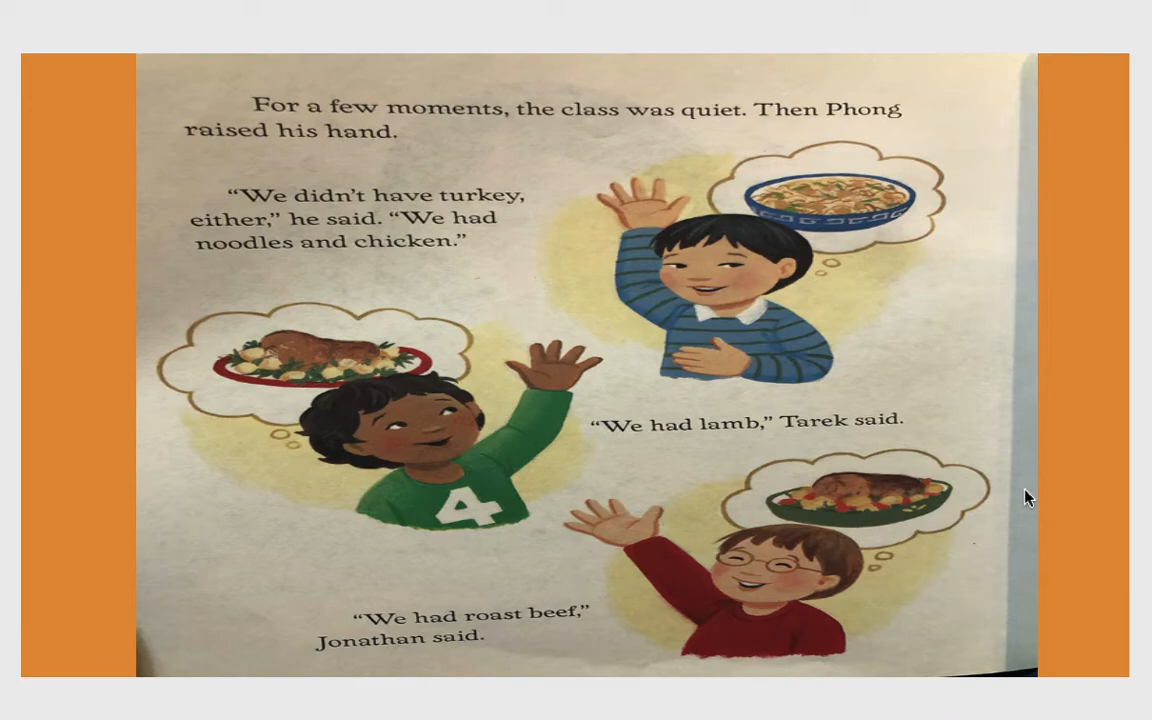 For a few moments, the class was quiet. Then Phong
raised his hand.
“We didn’t have turkey,
either,” he said. “We had
noodles and chicken.”
“We had lamb,” Tarek said.
4
“We had roast beef,”
Jonathan said.